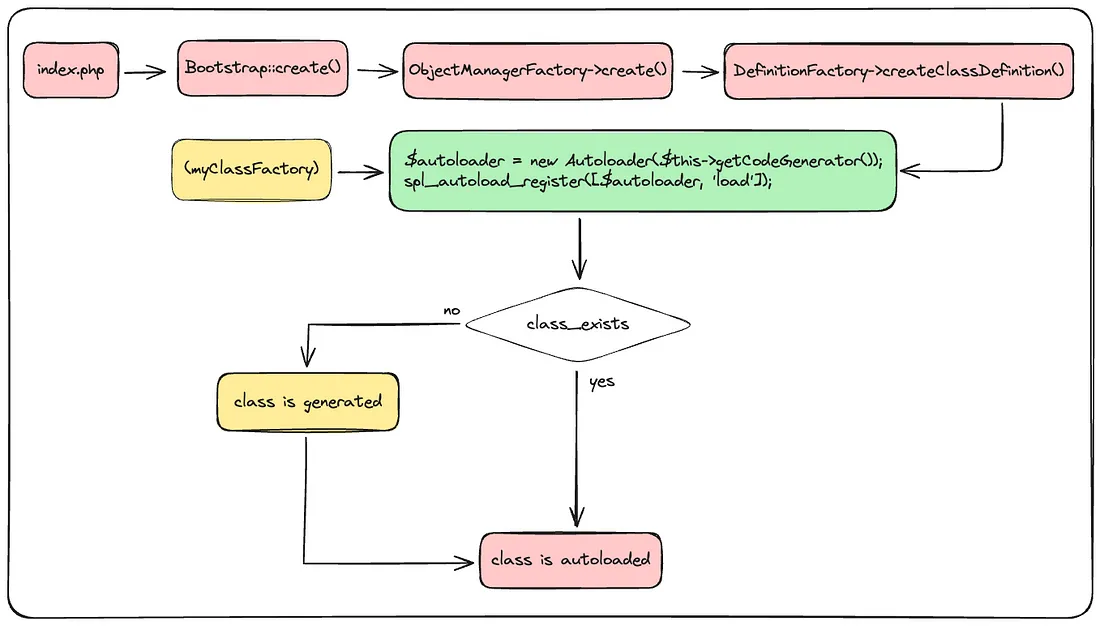 index.php
Bootstrap::create()
ObjectManagerFactory->create()
DefinitionFactory->createClassDefinition()
(myClassFactory)
$autoloader = new Autoloader($this->getCodeGenerator());
spl_autoload_register([$autoloader, 'load']);
class_exists
no
yes
class is generated
class is autoloaded